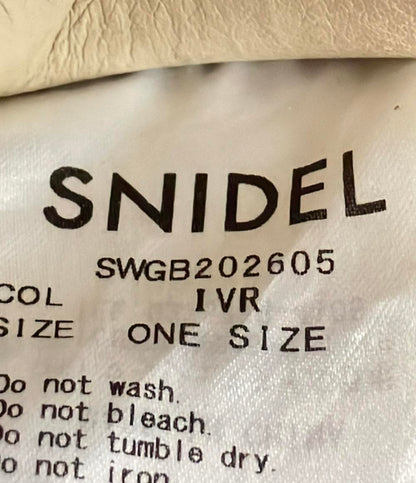 SNIDEL
SWGB202605
COL IVR
SIZE ONE SIZE
Do not wash.
Do not bleach.
Do not tumble dry.
Do not iron